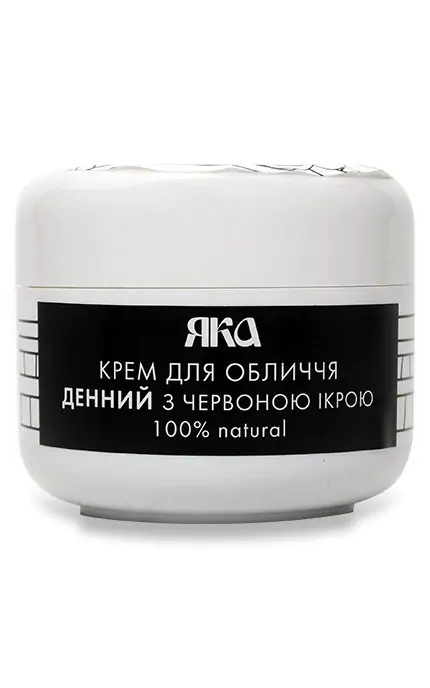 ЯКА
КРЕМ ДЛЯ ОБЛИЧЧЯ
ДЕННИЙ З ЧЕРВОНОЮ ІКРОЮ
100% natural